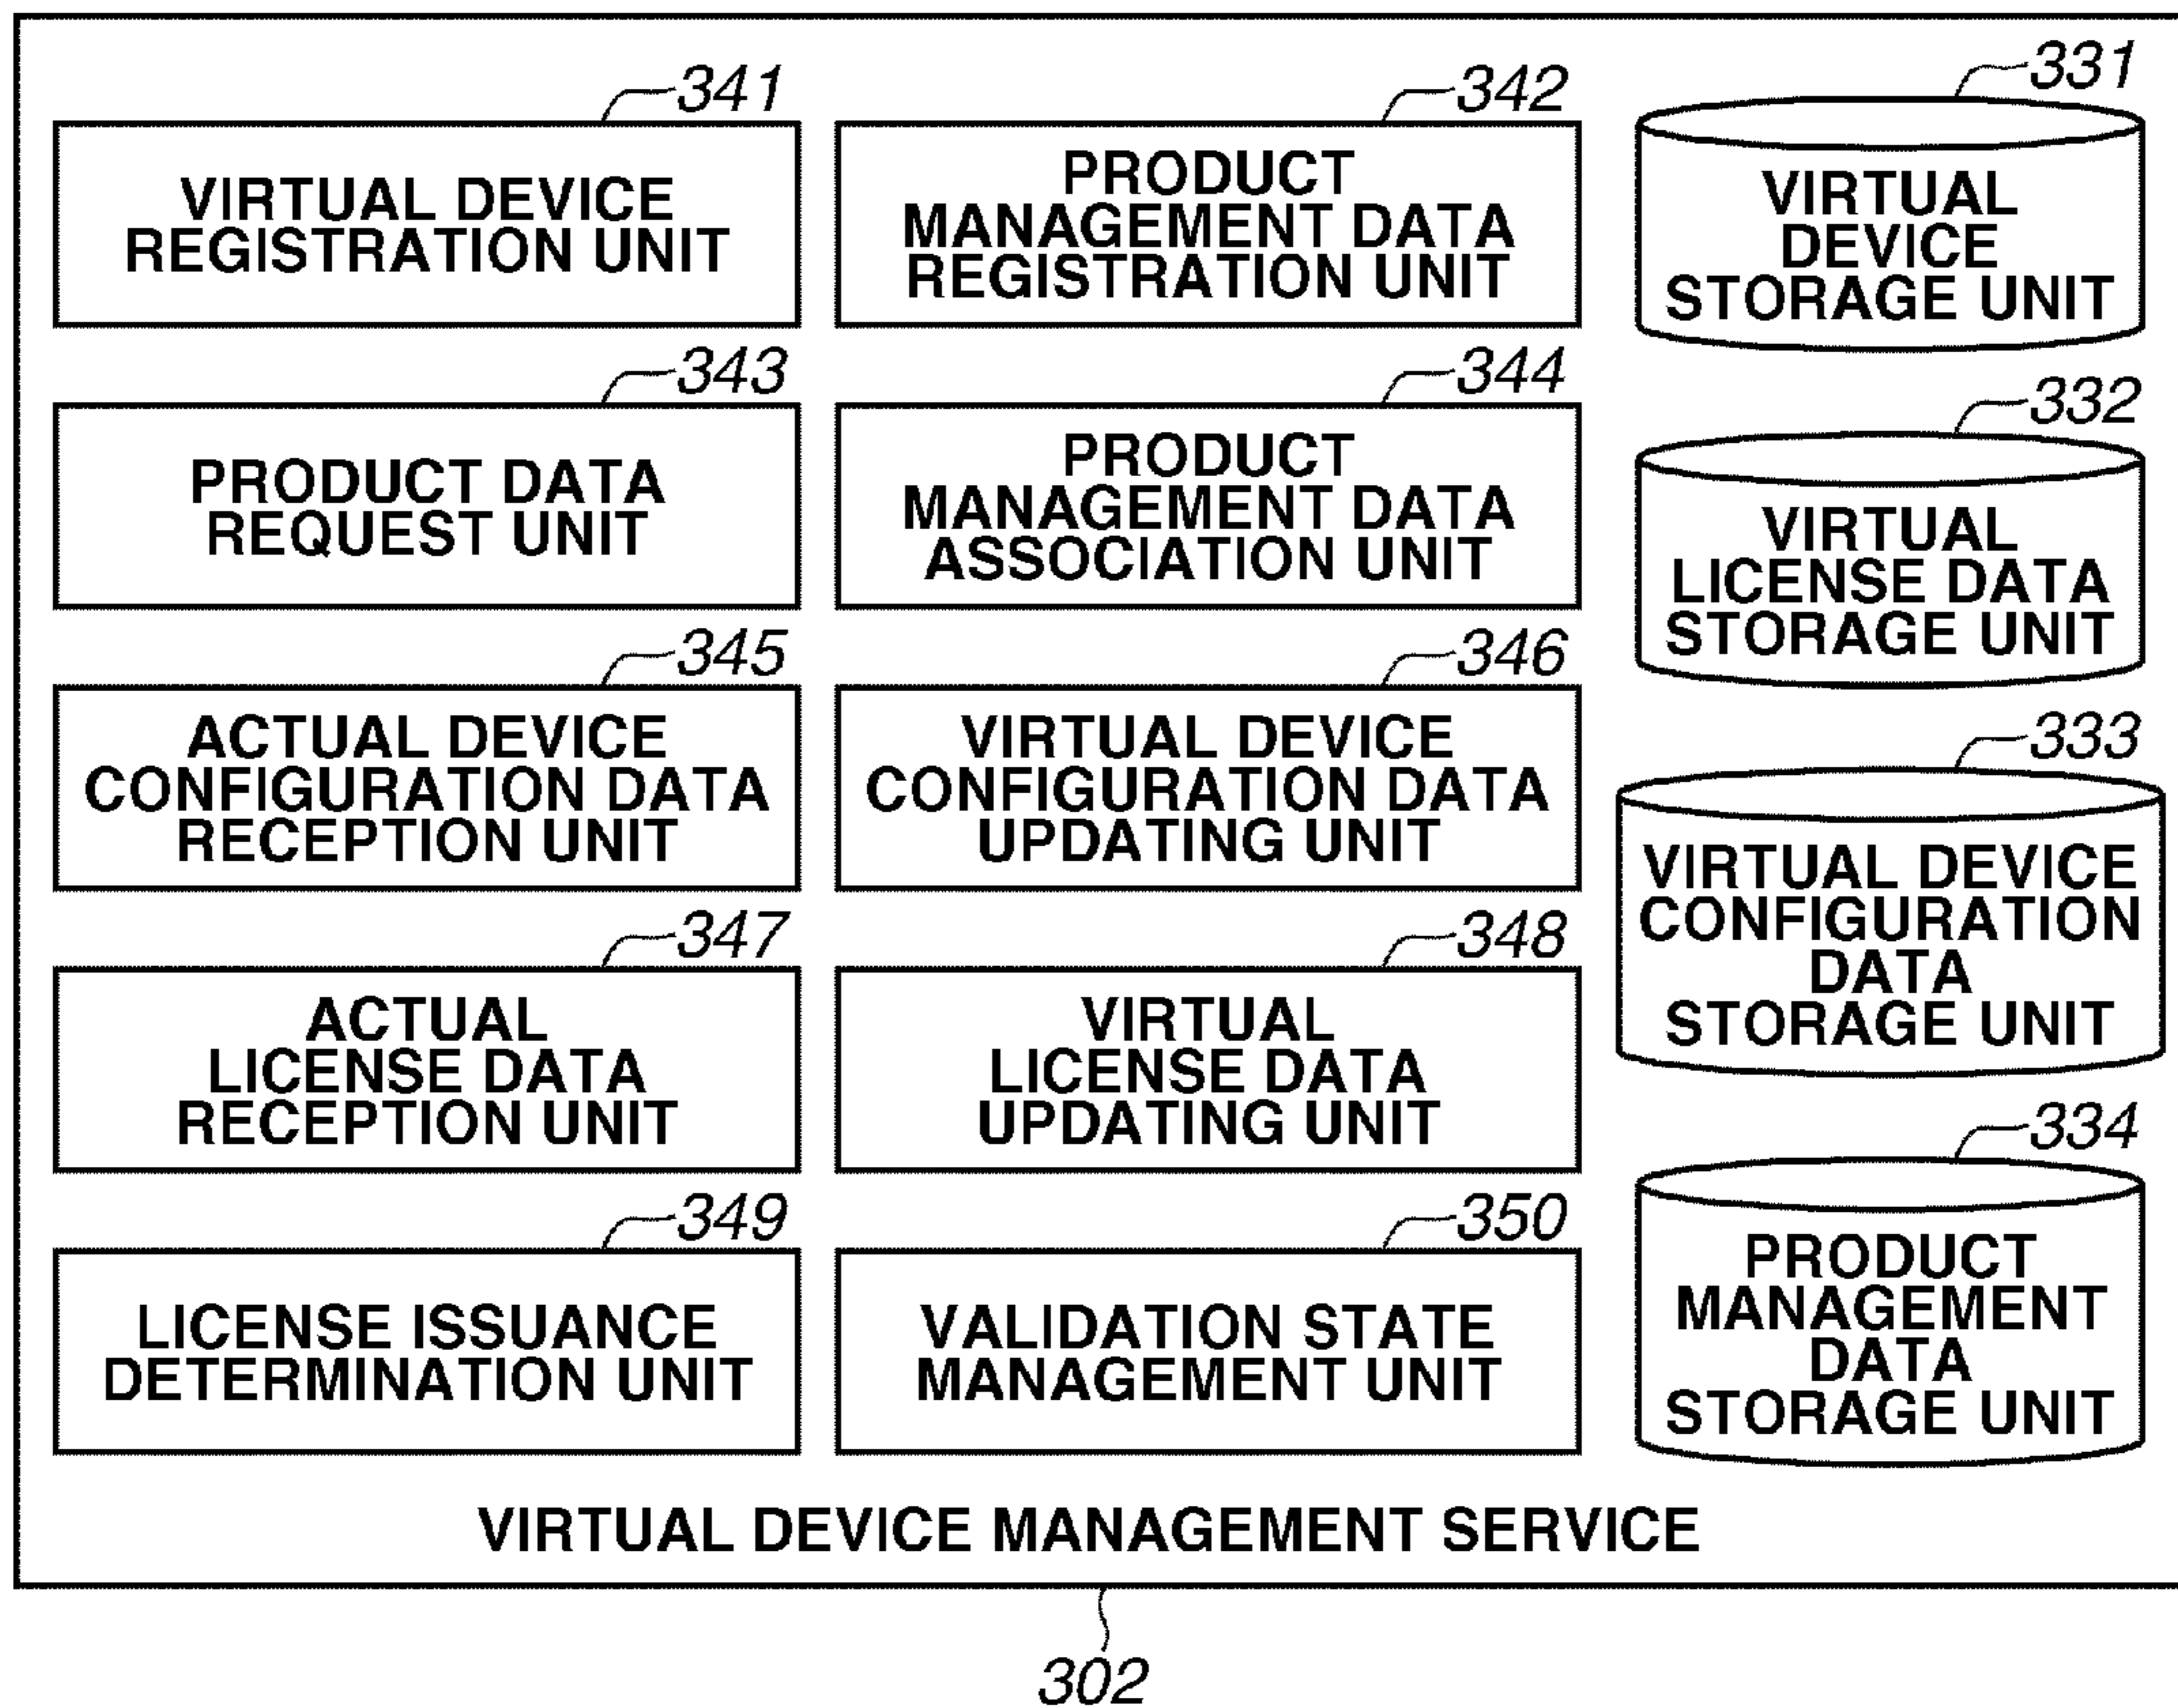 341
VIRTUAL DEVICE
REGISTRATION UNIT
342
PRODUCT
MANAGEMENT DATA
REGISTRATION UNIT
331
VIRTUAL
DEVICE
STORAGE UNIT
343
PRODUCT DATA
REQUEST UNIT
344
PRODUCT
MANAGEMENT DATA
ASSOCIATION UNIT
332
VIRTUAL
LICENSE DATA
STORAGE UNIT
345
ACTUAL DEVICE
CONFIGURATION DATA
RECEPTION UNIT
346
VIRTUAL DEVICE
CONFIGURATION DATA
UPDATING UNIT
333
VIRTUAL DEVICE
CONFIGURATION
DATA
STORAGE UNIT
347
ACTUAL
LICENSE DATA
RECEPTION UNIT
348
VIRTUAL
LICENSE DATA
UPDATING UNIT
334
PRODUCT
MANAGEMENT
DATA
STORAGE UNIT
349
LICENSE ISSUANCE
DETERMINATION UNIT
350
VALIDATION STATE
MANAGEMENT UNIT
VIRTUAL DEVICE MANAGEMENT SERVICE
302